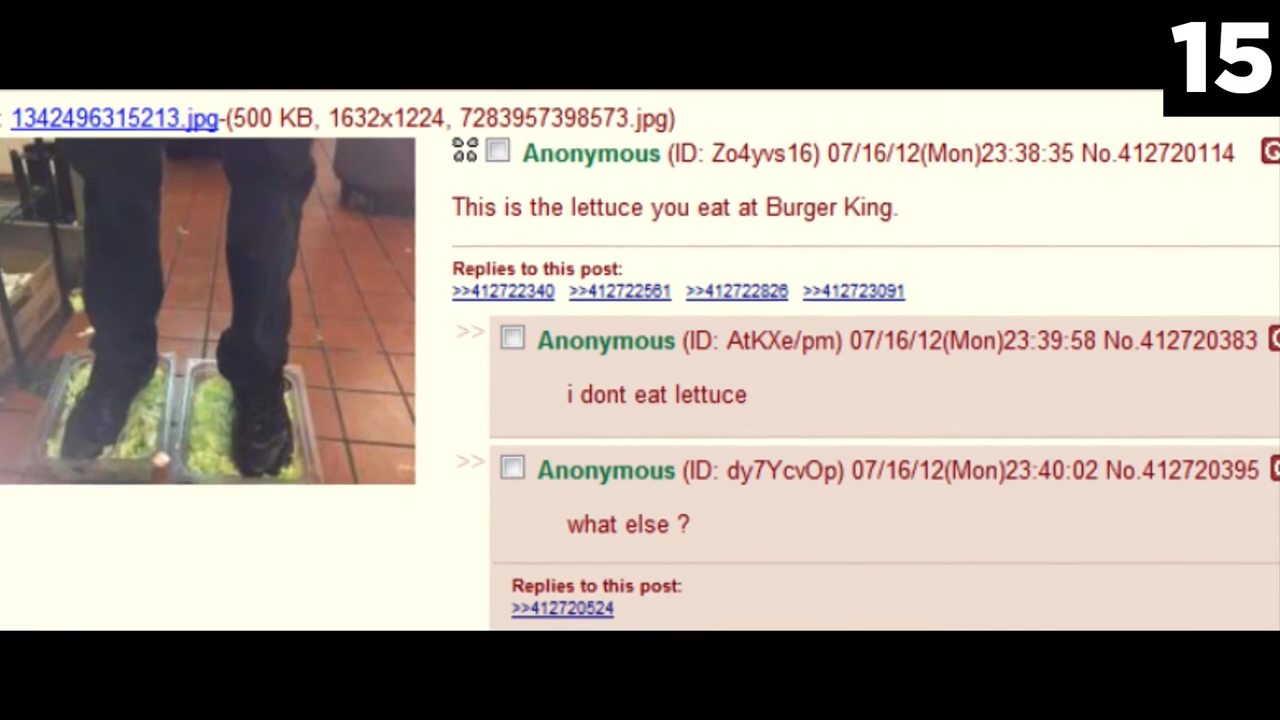 15
: 1342496315213.jpg-(500 KB, 1632x1224, 7283957398573.jpg)
Anonymous (ID: Zo4yvs16) 07/16/12(Mon)23:38:35 No.412720114
This is the lettuce you eat at Burger King.
Replies to this post:
>>412722340 >>412722561 >>412722826 >>412723091
>> Anonymous (ID: AtKXe/pm) 07/16/12(Mon)23:39:58 No.412720383
i dont eat lettuce
>> Anonymous (ID: dy7YcvOp) 07/16/12(Mon)23:40:02 No.412720395
what else ?
Replies to this post:
>>412720524